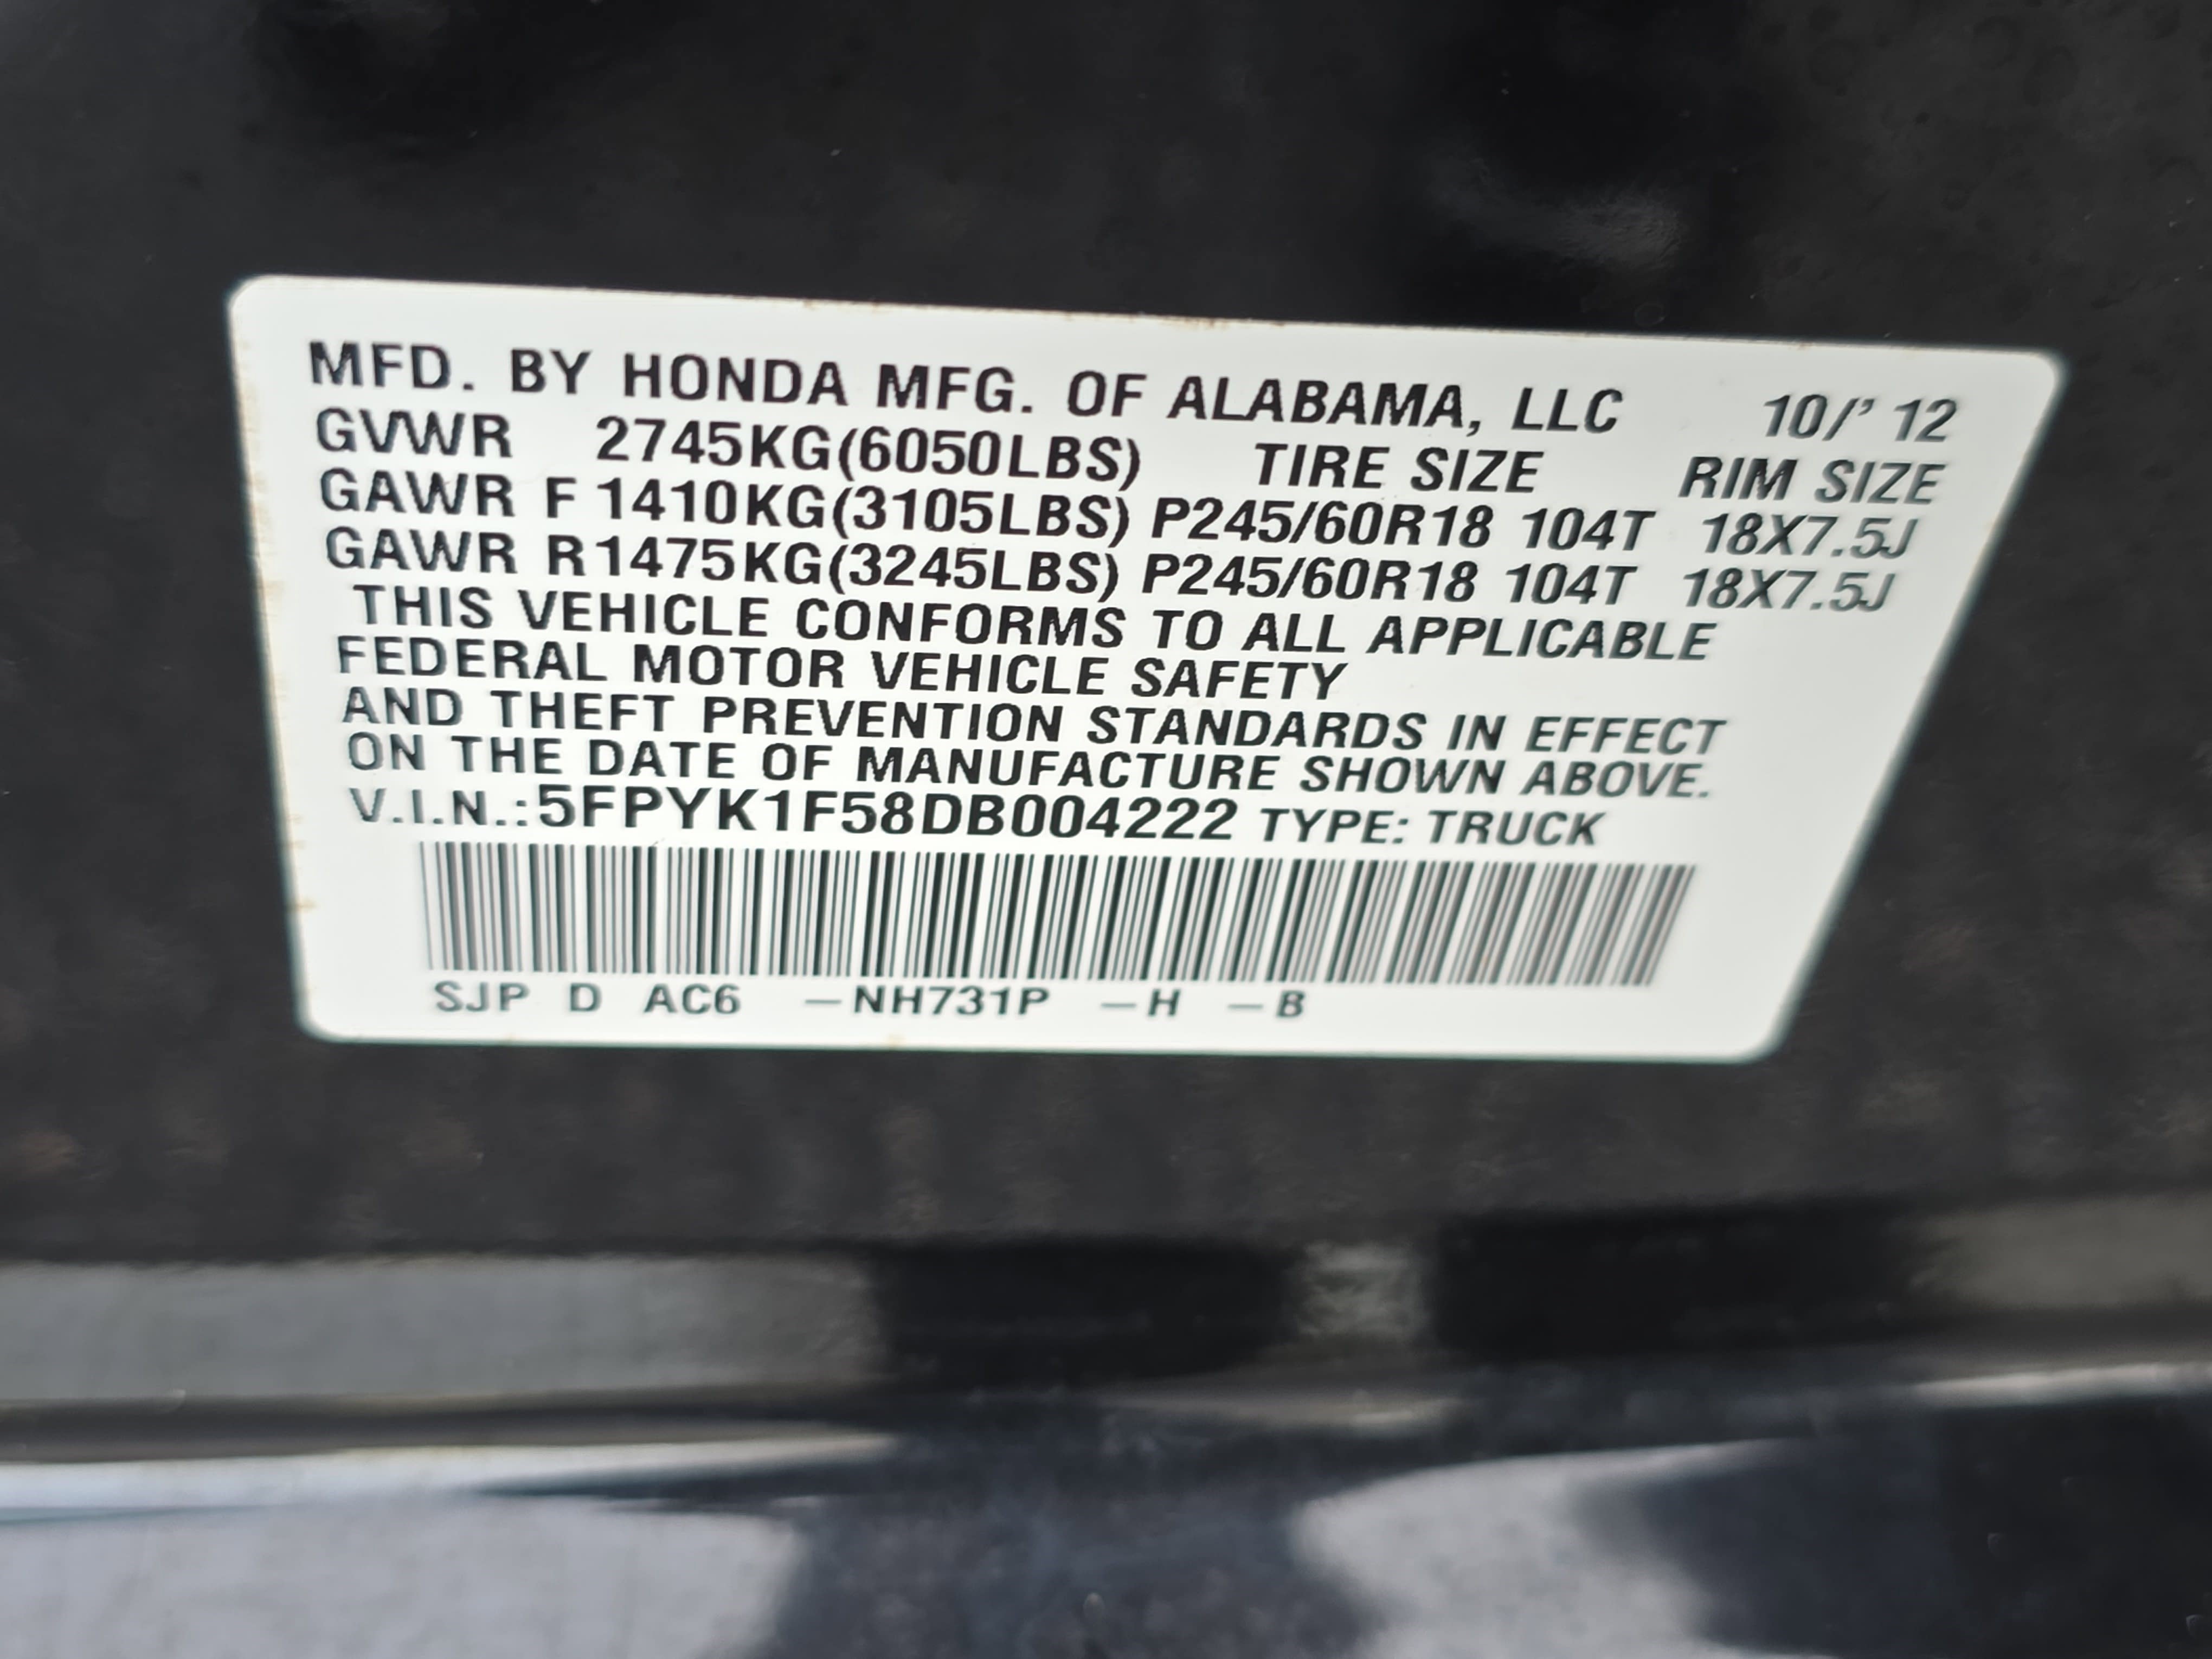 MFD. BY HONDA MFG. OF ALABAMA, LLC 10/' 12
GVWR 2745KG(6050LBS) TIRE SIZE RIM SIZE
GAWR F 1410KG(3105LBS) P245/60R18 104T 18X7.5J
GAWR R1475KG(3245LBS) P245/60R18 104T 18X7.5J
THIS VEHICLE CONFORMS TO ALL APPLICABLE
FEDERAL MOTOR VEHICLE SAFETY
AND THEFT PREVENTION STANDARDS IN EFFECT
ON THE DATE OF MANUFACTURE SHOWN ABOVE.
V.I.N.:5FPYK1F58DB004222 TYPE: TRUCK
SJP D AC6 -NH731P -H -B